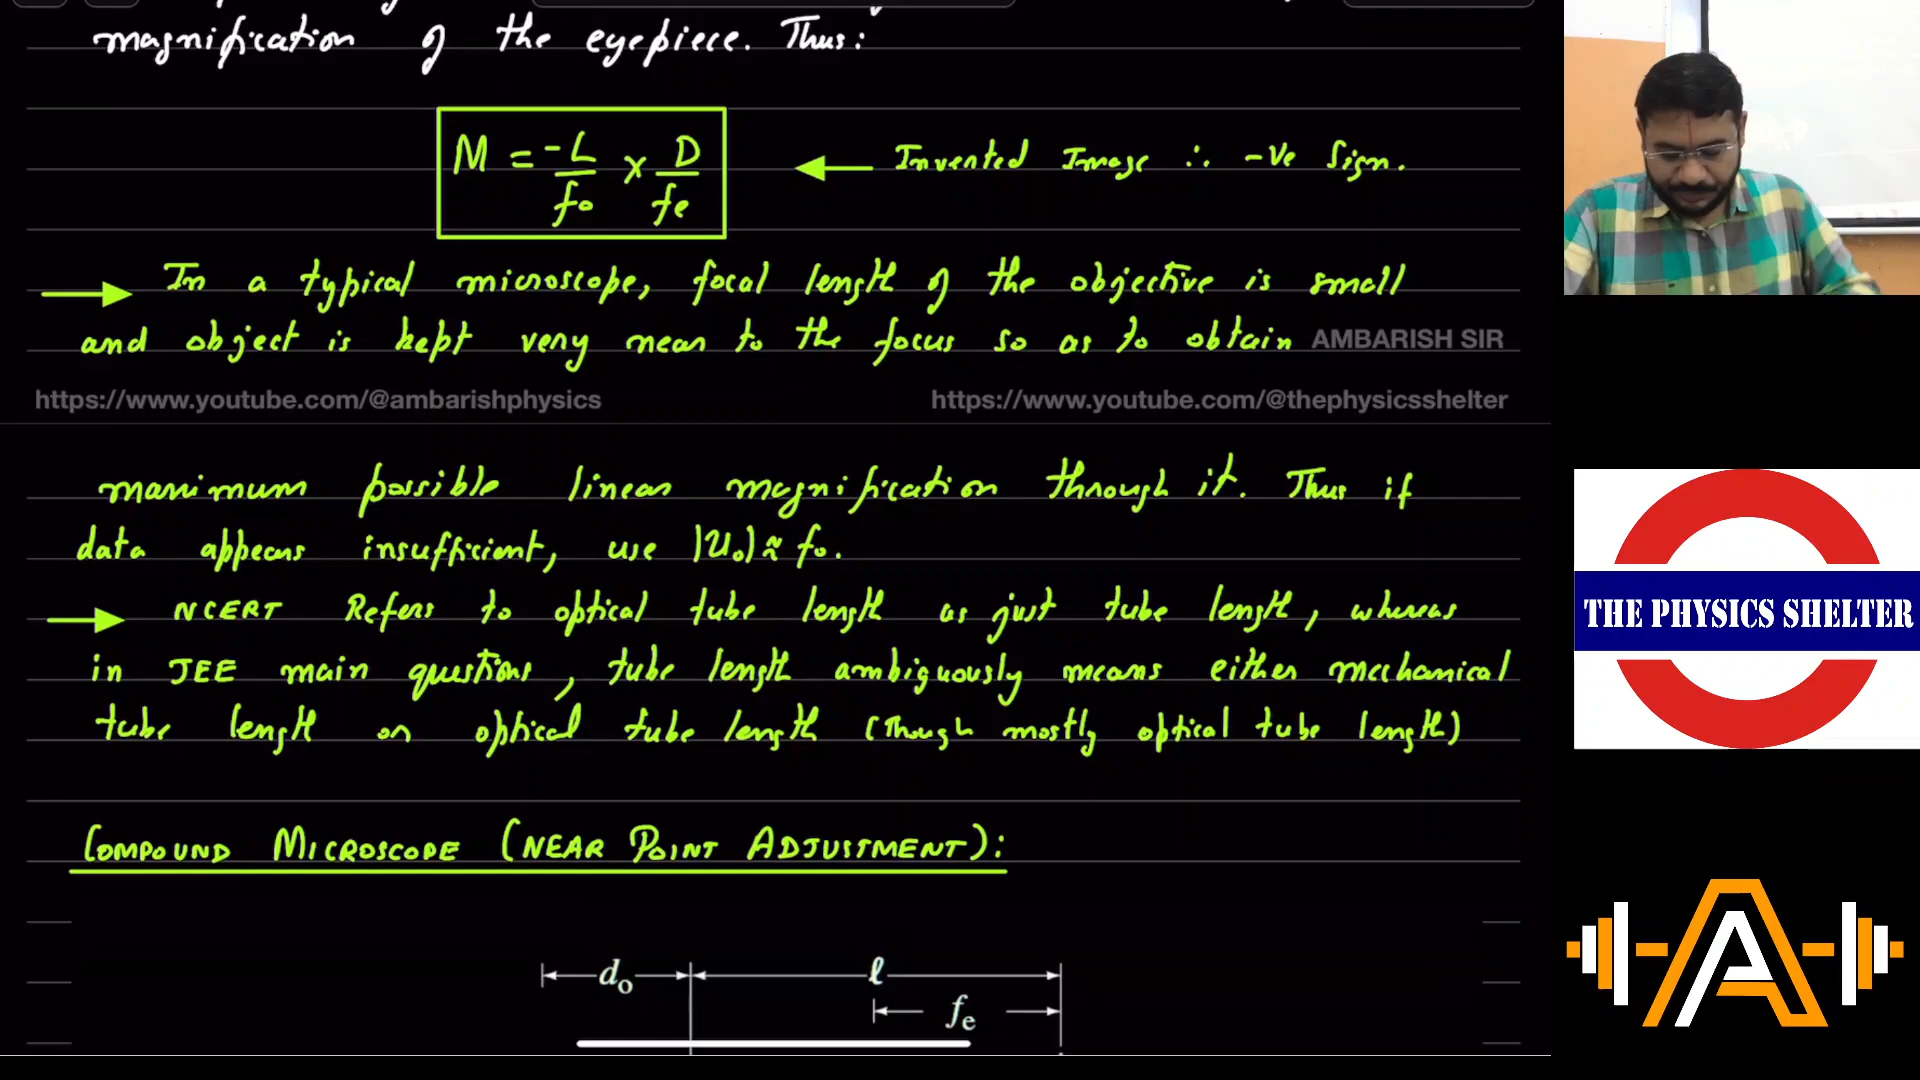 magnification of the eyepiece. Thus:
M = -L/fo × D/fe ← Inverted Image ∴ -ve Sign.
→ In a typical microscope, focal length of the objective is small
and object is kept very near to the focus so as to obtain AMBARISH SIR
https://www.youtube.com/@ambarishphysics https://www.youtube.com/@thephysicsshelter
maximum possible linear magnification through it. Thus if
data appears insufficient, use |Uo| ≈ fo.
→ NCERT Refers to optical tube length as just tube length, whereas
in JEE main questions, tube length ambiguously means either mechanical
tube length or optical tube length (Though mostly optical tube length)
COMPOUND MICROSCOPE (NEAR POINT ADJUSTMENT):
do ℓ
fe
THE PHYSICS SHELTER
A